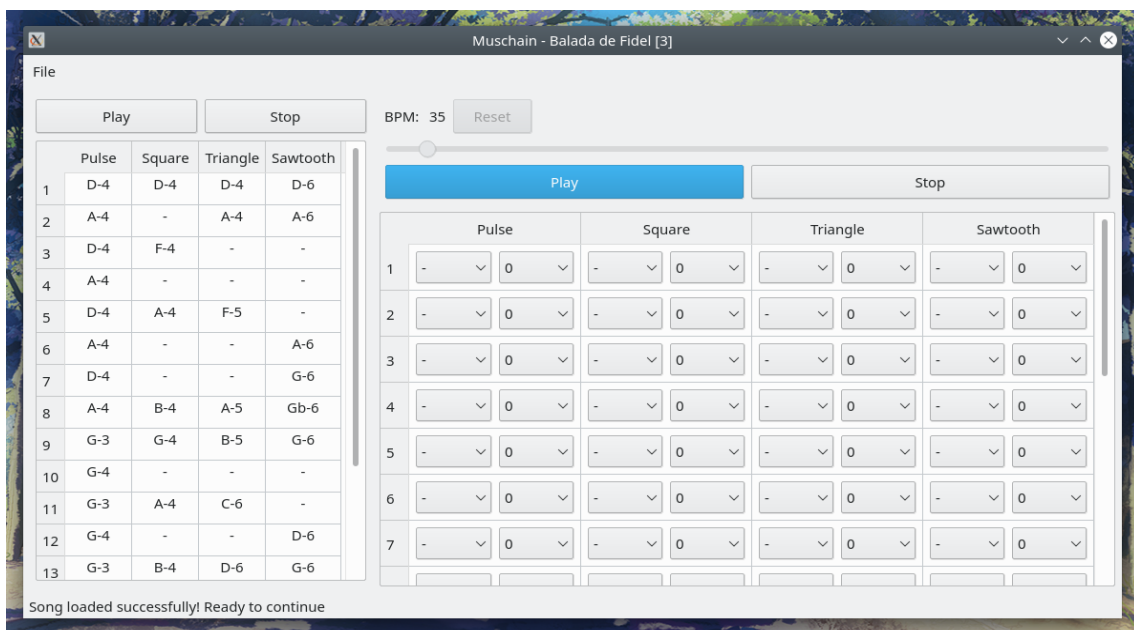 Muschain - Balada de Fidel [3]
File
Play Stop
Pulse Square Triangle Sawtooth
1 D-4 D-4 D-4 D-6
2 A-4 - A-4 A-6
3 D-4 F-4 - -
4 A-4 - - -
5 D-4 A-4 F-5 -
6 A-4 - - A-6
7 D-4 - - G-6
8 A-4 B-4 A-5 Gb-6
9 G-3 G-4 B-5 G-6
10 G-4 - - -
11 G-3 A-4 C-6 -
12 G-4 - - D-6
13 G-3 B-4 D-6 G-6
BPM: 35 Reset
Play Stop
Pulse Square Triangle Sawtooth
1 - 0 - 0 - 0 - 0
2 - 0 - 0 - 0 - 0
3 - 0 - 0 - 0 - 0
4 - 0 - 0 - 0 - 0
5 - 0 - 0 - 0 - 0
6 - 0 - 0 - 0 - 0
7 - 0 - 0 - 0 - 0
Song loaded successfully! Ready to continue